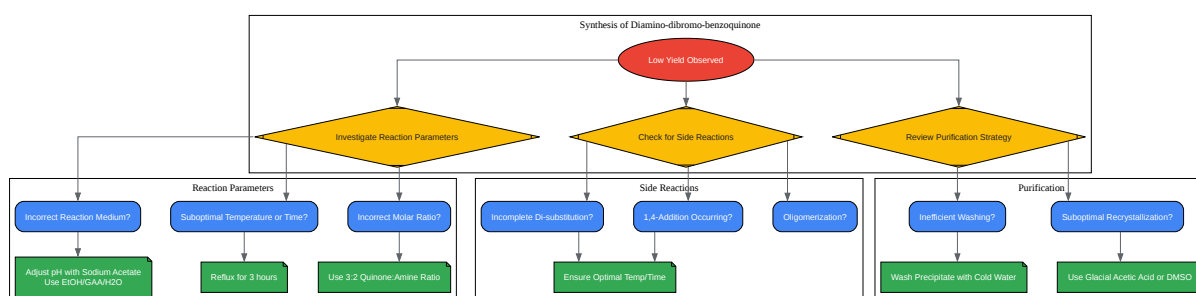 Synthesis of Diamino-dibromo-benzoquinone
Low Yield Observed
Investigate Reaction Parameters
Check for Side Reactions
Review Purification Strategy
Reaction Parameters
Side Reactions
Purification
Incorrect Reaction Medium?
Suboptimal Temperature or Time?
Incorrect Molar Ratio?
Incomplete Di-substitution?
1,4-Addition Occurring?
Oligomerization?
Inefficient Washing?
Suboptimal Recrystallization?
Adjust pH with Sodium Acetate
Use EtOH/GAA/H2O
Reflux for 3 hours
Use 3:2 Quinone:Amine Ratio
Ensure Optimal Temp/Time
Wash Precipitate with Cold Water
Use Glacial Acetic Acid or DMSO